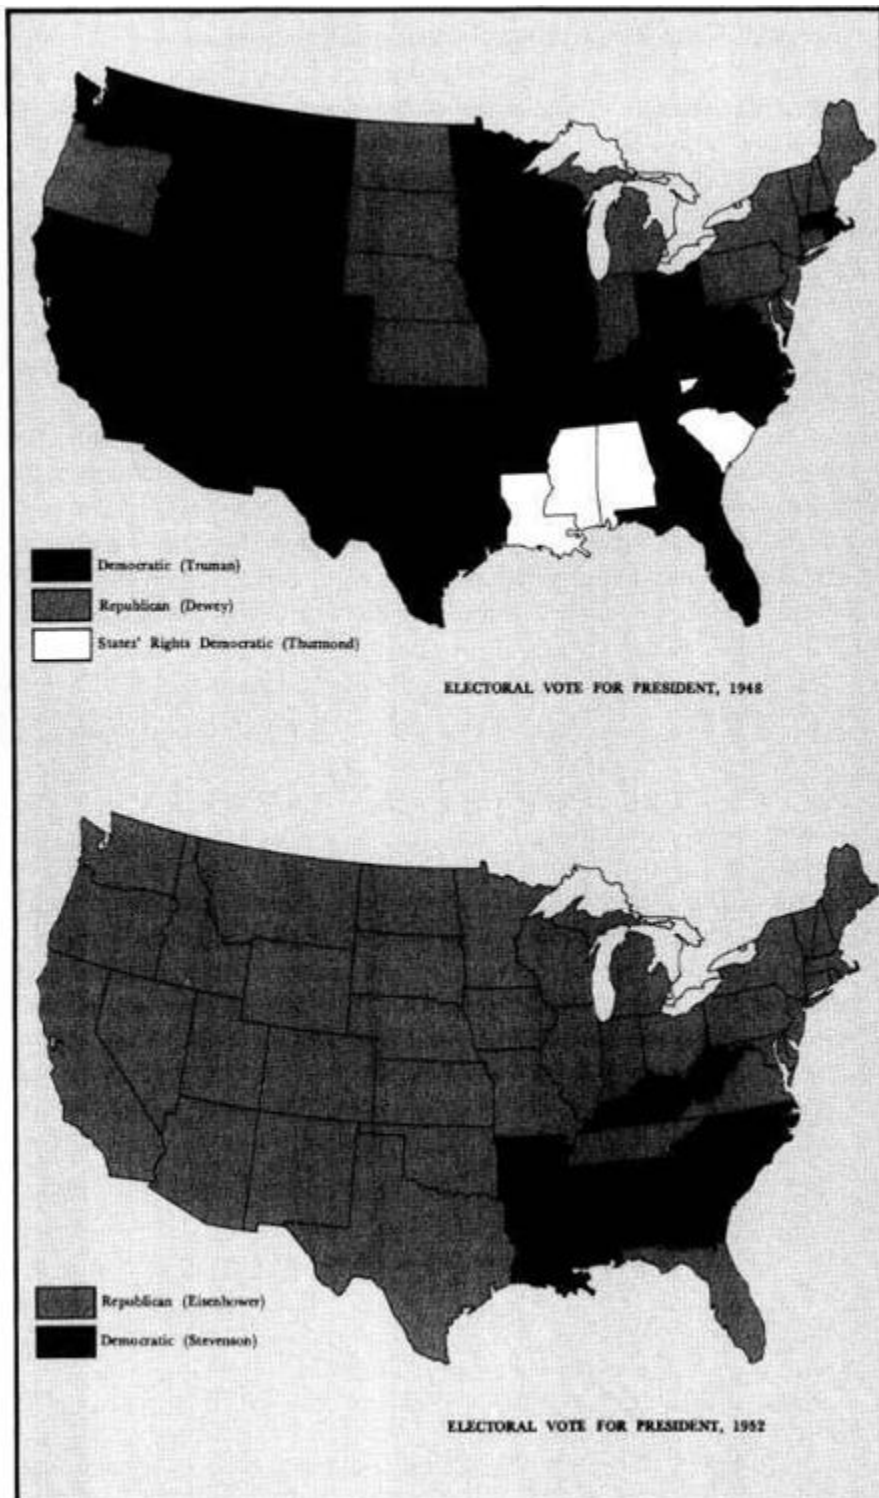 Democratic (Truman)
Republican (Dewey)
States' Rights Democratic (Thurmond)
ELECTORAL VOTE FOR PRESIDENT, 1948
Republican (Eisenhower)
Democratic (Stevenson)
ELECTORAL VOTE FOR PRESIDENT, 1952